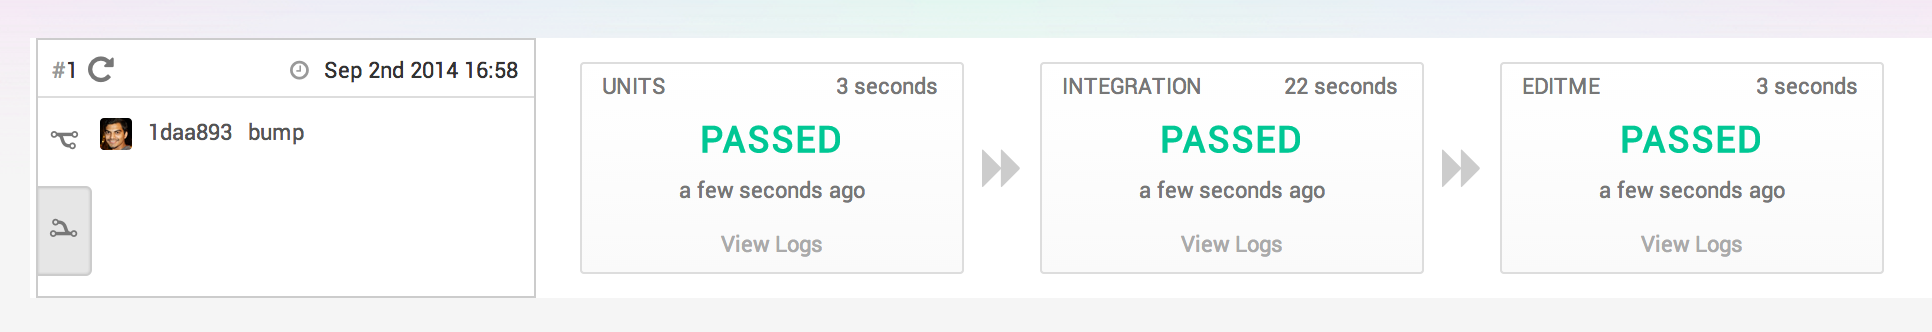 #1 Sep 2nd 2014 16:58
1daa893 bump
UNITS 3 seconds
PASSED
a few seconds ago
View Logs
INTEGRATION 22 seconds
PASSED
a few seconds ago
View Logs
EDITME 3 seconds
PASSED
a few seconds ago
View Logs